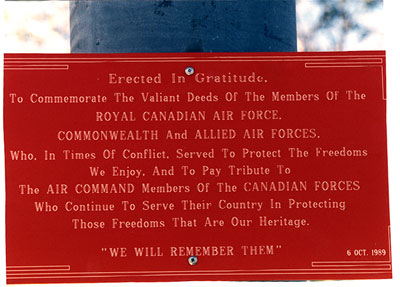 Erected In Gratitude.
To Commemorate The Valiant Deeds Of The Members Of The
ROYAL CANADIAN AIR FORCE.
COMMONWEALTH And ALLIED AIR FORCES.
Who. In Times Of Conflict. Served To Protect The Freedoms
We Enjoy. And To Pay Tribute To
The AIR COMMAND Members Of The CANADIAN FORCES
Who Continue To Serve Their Country In Protecting
Those Freedoms That Are Our Heritage.
"WE WILL REMEMBER THEM"
6 OCT. 1989